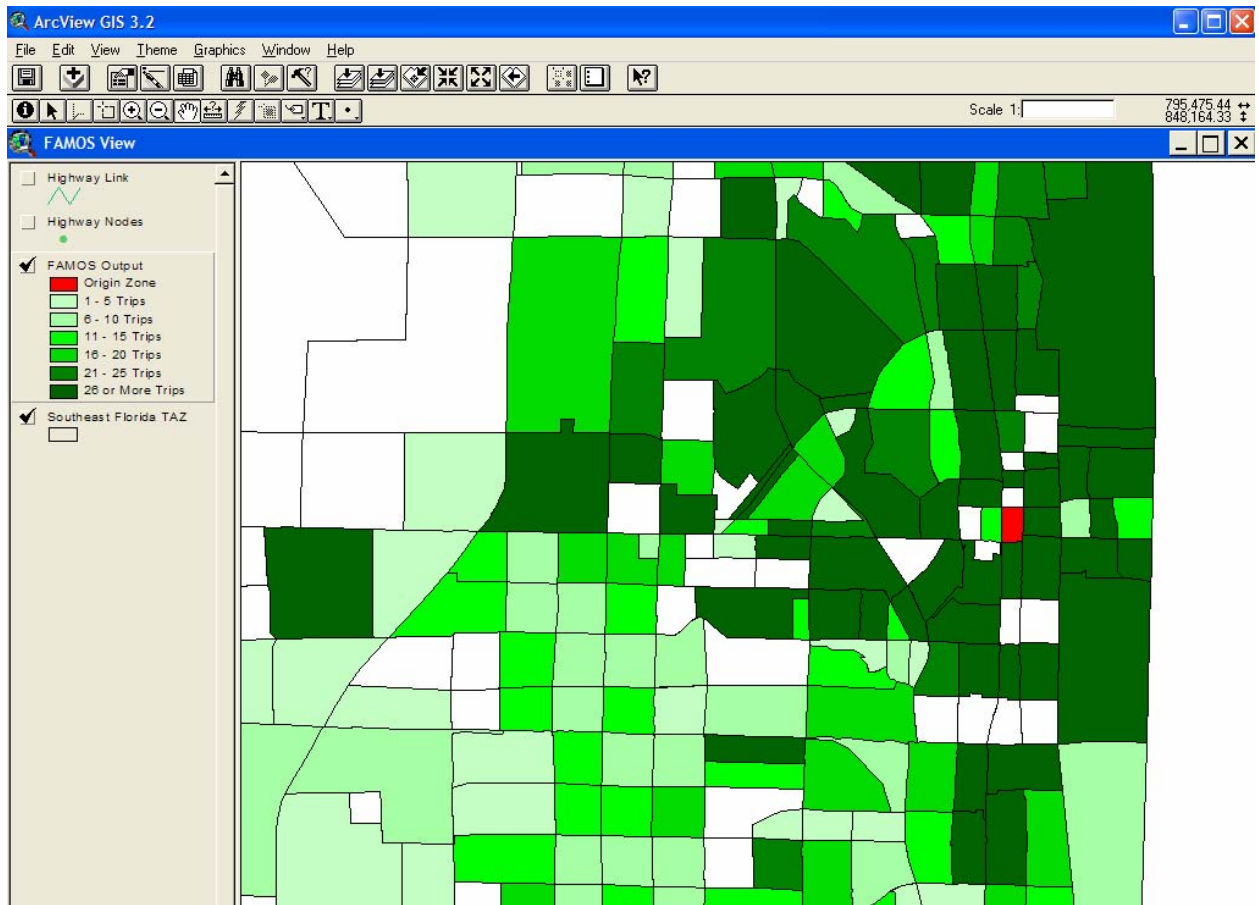 ArcView GIS 3.2
File Edit View Theme Graphics Window Help
Scale 1:
795,475.44
848,164.33
FAMOS View
Highway Link
Highway Nodes
FAMOS Output
Origin Zone
1 - 5 Trips
6 - 10 Trips
11 - 15 Trips
16 - 20 Trips
21 - 25 Trips
26 or More Trips
Southeast Florida TAZ